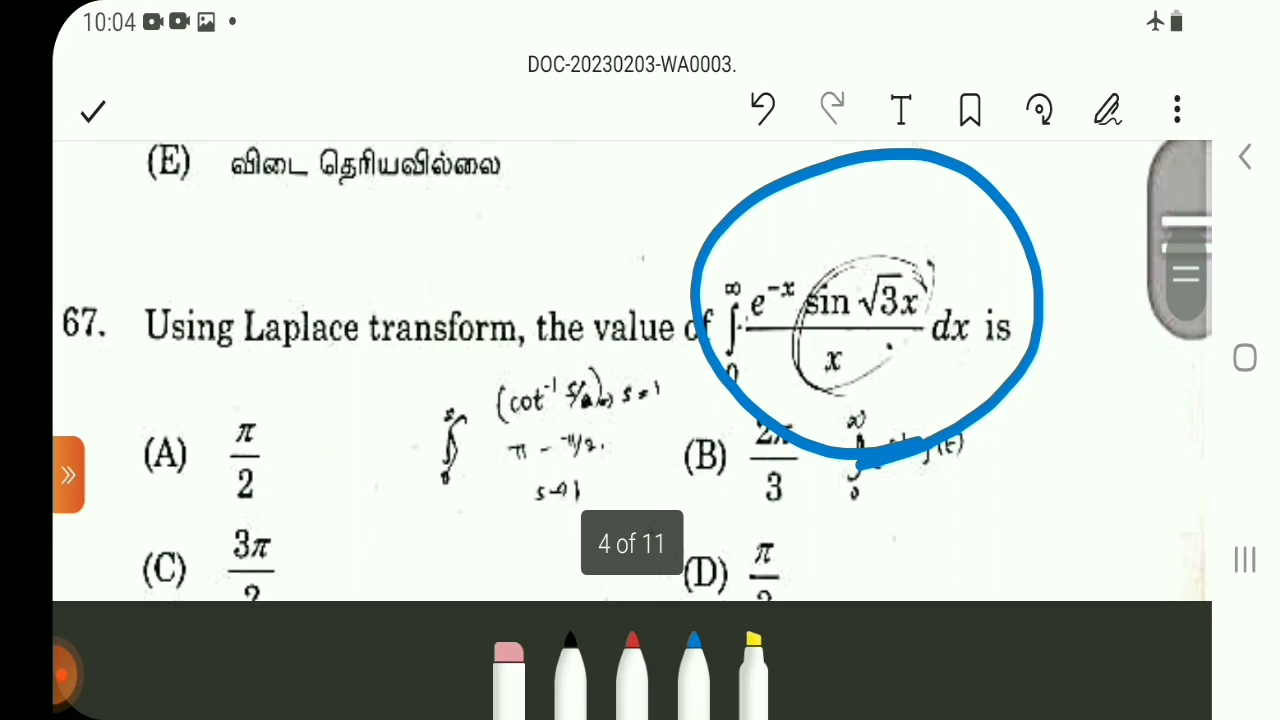 10:04
DOC-20230203-WA0003.
(E) விடை தெரியவில்லை
67. Using Laplace transform, the value of ∫₀^∞ (e^{-x} sin √3x)/x dx is
(cot⁻¹ s/a) s=1
π - π/2
s→1
(A) π/2
(B) 2π/3
4 of 11
(C) 3π/2
(D) π/